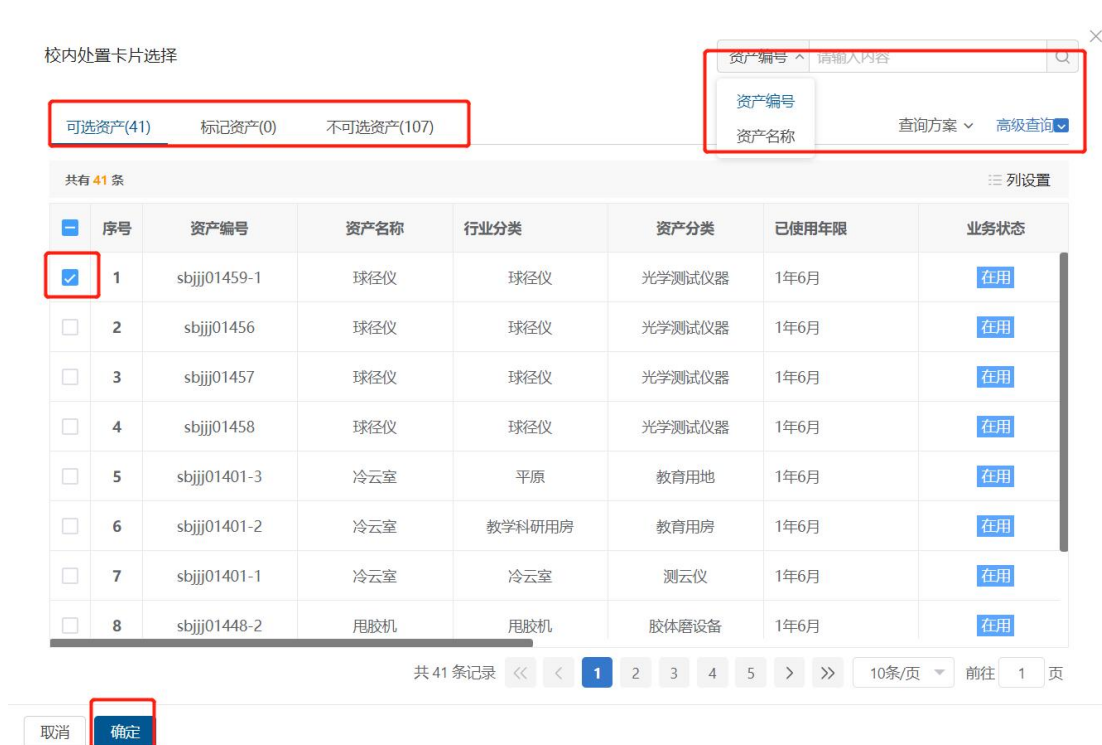 校内处置卡片选择
资产编号 请输入内容
资产编号
资产名称
可选资产(41) 标记资产(0) 不可选资产(107)
查询方案 高级查询
共有 41 条 列设置
序号 资产编号 资产名称 行业分类 资产分类 已使用年限 业务状态
1 sbjjj01459-1 球径仪 球径仪 光学测试仪器 1年6月 在用
2 sbjjj01456 球径仪 球径仪 光学测试仪器 1年6月 在用
3 sbjjj01457 球径仪 球径仪 光学测试仪器 1年6月 在用
4 sbjjj01458 球径仪 球径仪 光学测试仪器 1年6月 在用
5 sbjjj01401-3 冷云室 平原 教育用地 1年6月 在用
6 sbjjj01401-2 冷云室 教学科研用房 教育用房 1年6月 在用
7 sbjjj01401-1 冷云室 冷云室 测云仪 1年6月 在用
8 sbjjj01448-2 甩胶机 甩胶机 胶体磨设备 1年6月 在用
共 41 条记录 << < 1 2 3 4 5 > >> 10条/页 前往 1 页
取消 确定